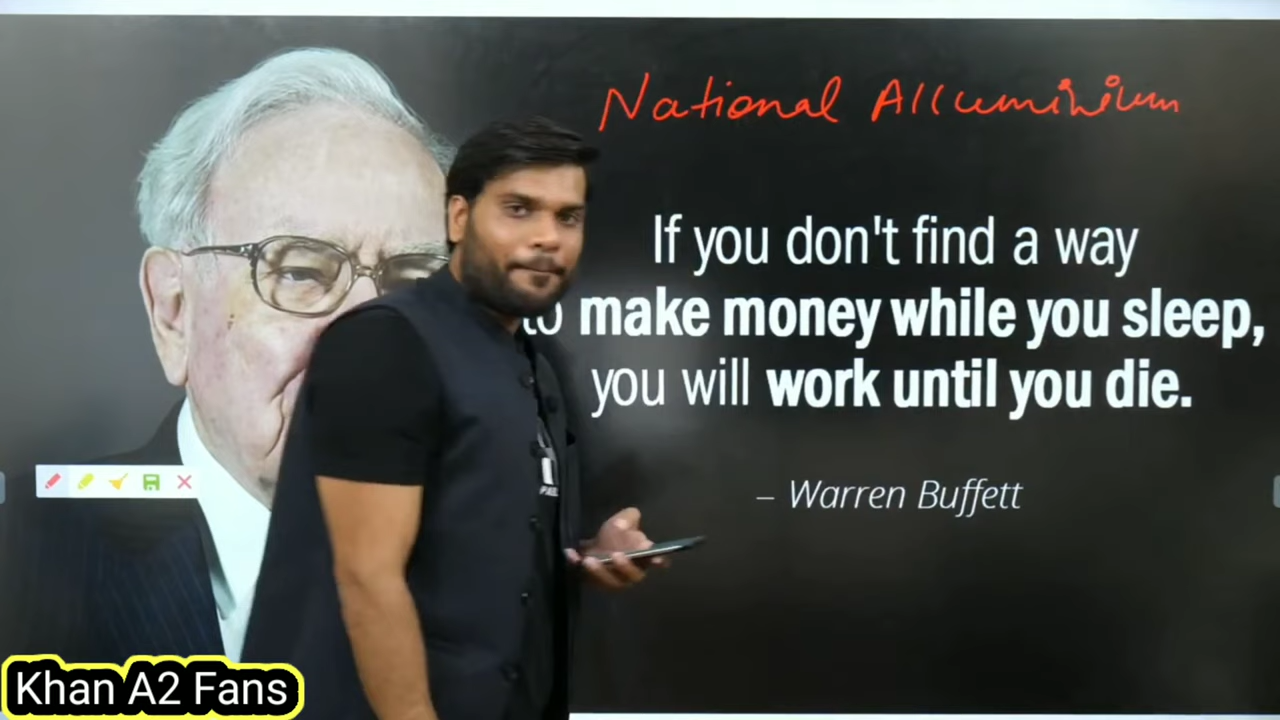 National Alluminium
If you don't find a way
to make money while you sleep,
you will work until you die.
– Warren Buffett
Khan A2 Fans